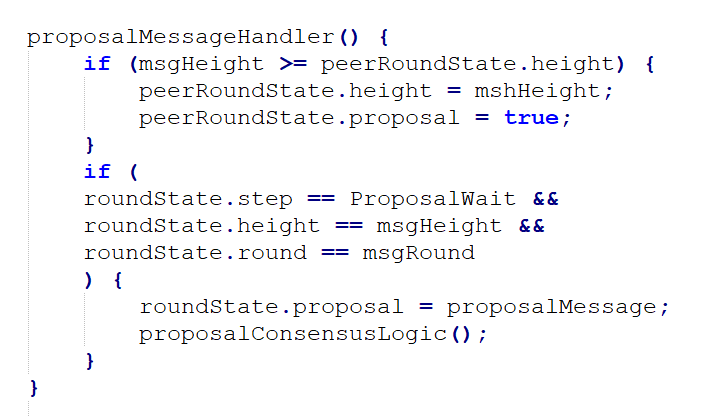 proposalMessageHandler() {
if (msgHeight >= peerRoundState.height) {
peerRoundState.height = mshHeight;
peerRoundState.proposal = true;
}
if (
roundState.step == ProposalWait &&
roundState.height == msgHeight &&
roundState.round == msgRound
) {
roundState.proposal = proposalMessage;
proposalConsensusLogic();
}
}